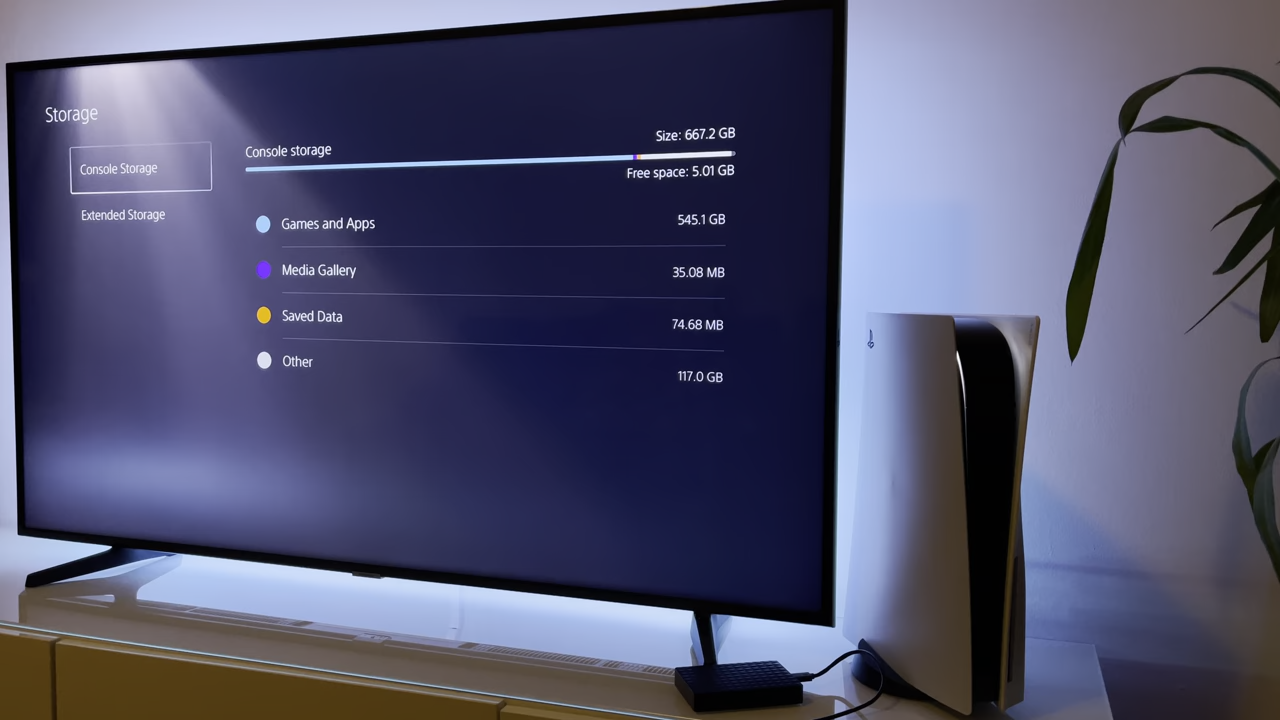 Storage
Console Storage
Extended Storage
Console storage
Size: 667.2 GB
Free space: 5.01 GB
Games and Apps 545.1 GB
Media Gallery 35.08 MB
Saved Data 74.68 MB
Other 117.0 GB